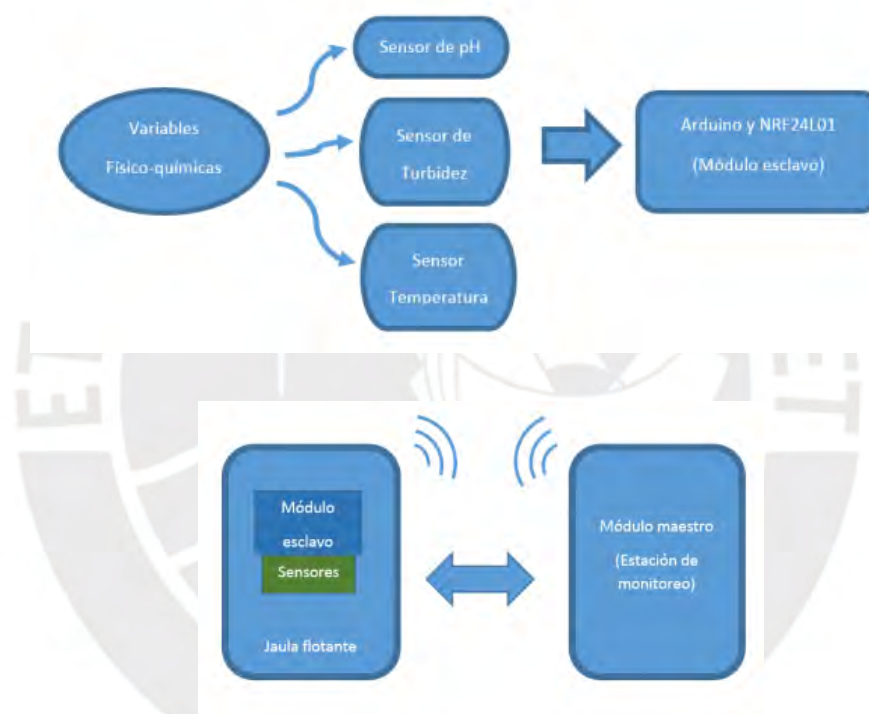 Sensor de pH
Variables
Físico-químicas
Sensor de
Turbidez
Arduino y NRF24L01
(Módulo esclavo)
Sensor
Temperatura
Módulo
esclavo
Sensores
Jaula flotante
Módulo maestro
(Estación de
monitoreo)